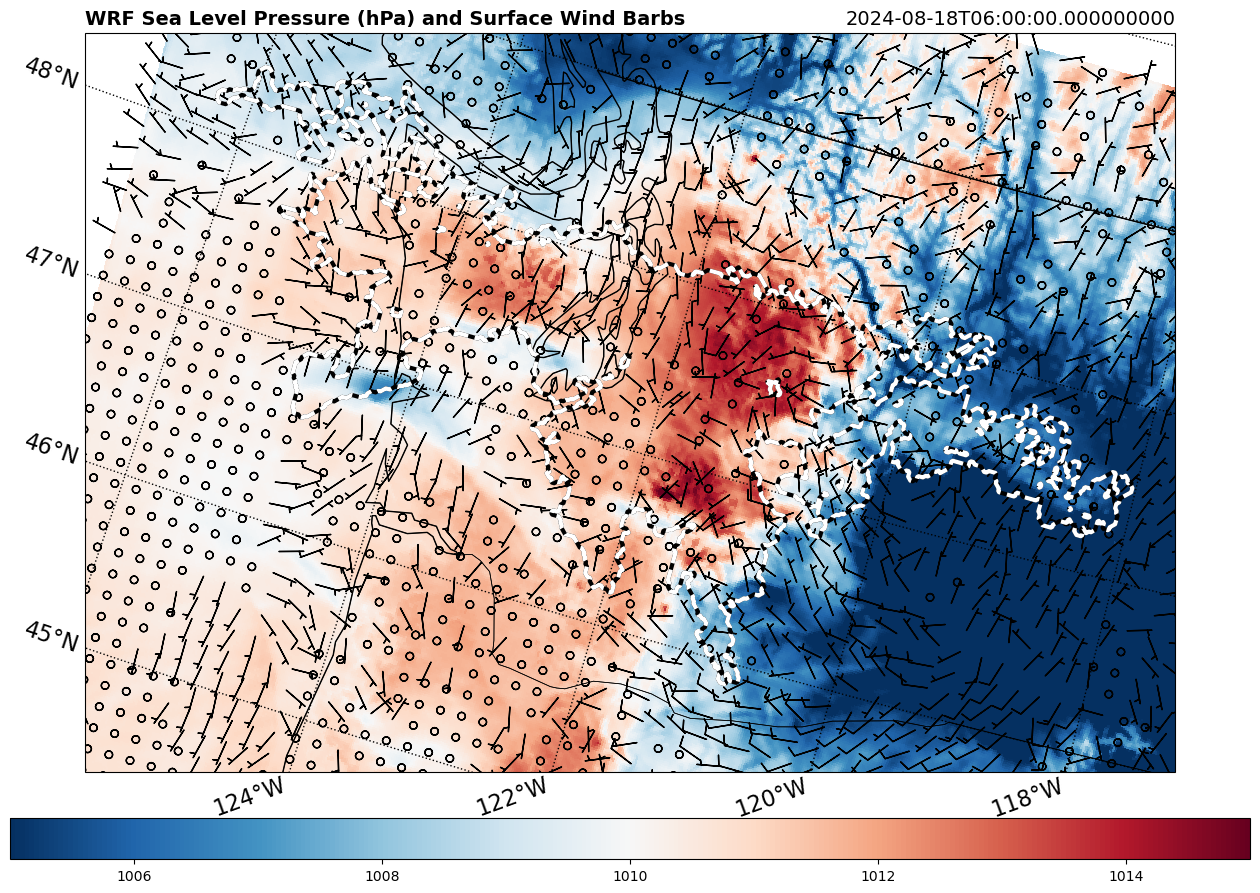 WRF Sea Level Pressure (hPa) and Surface Wind Barbs
2024-08-18T06:00:00.000000000
48°N
47°N
46°N
45°N
124°W
122°W
120°W
118°W
1006
1008
1010
1012
1014